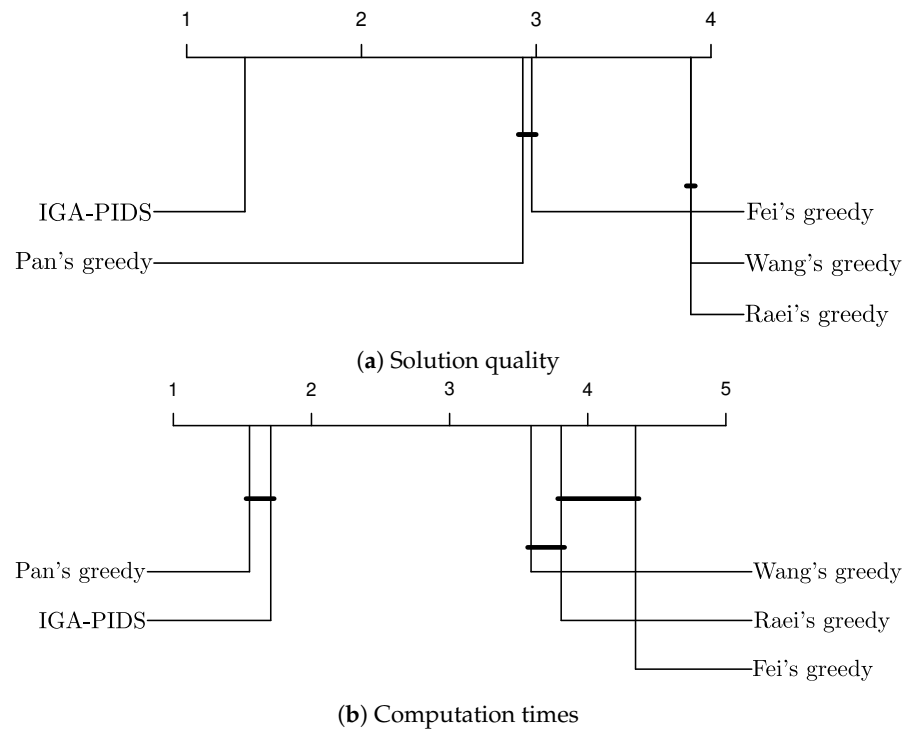 1 2 3 4
IGA-PIDS Fei's greedy
Pan's greedy Wang's greedy
Raei's greedy
(a) Solution quality
1 2 3 4 5
Pan's greedy Wang's greedy
IGA-PIDS Raei's greedy
Fei's greedy
(b) Computation times